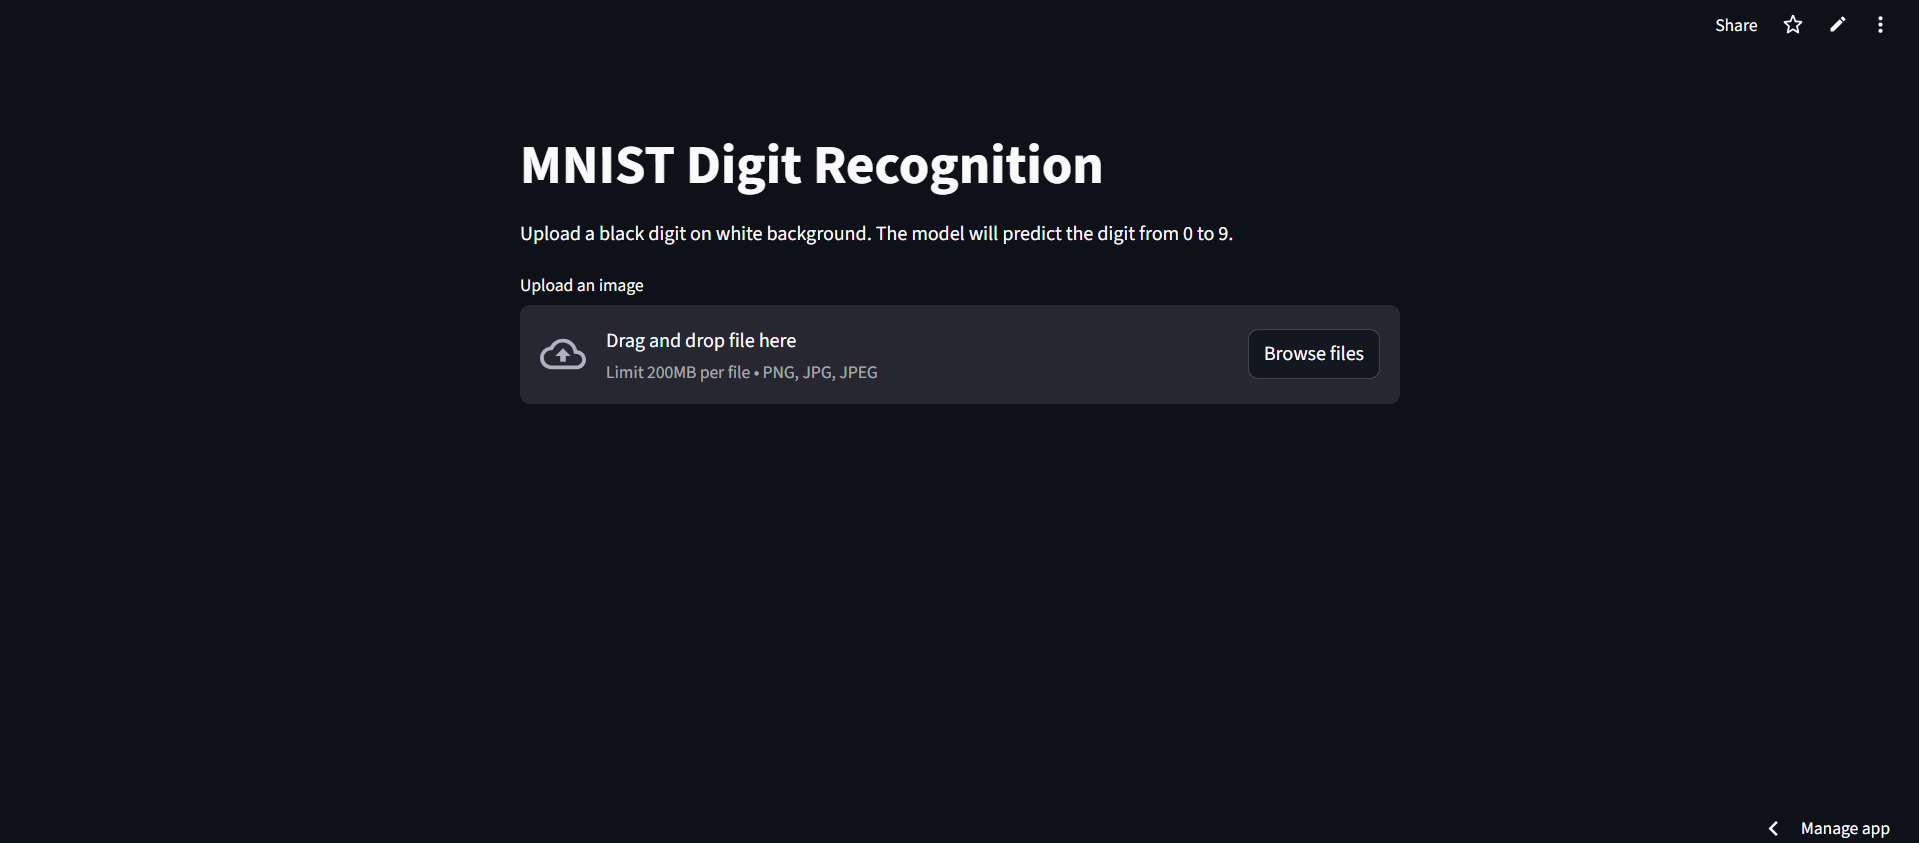 Share
MNIST Digit Recognition
Upload a black digit on white background. The model will predict the digit from 0 to 9.
Upload an image
Drag and drop file here
Limit 200MB per file • PNG, JPG, JPEG
Browse files
Manage app